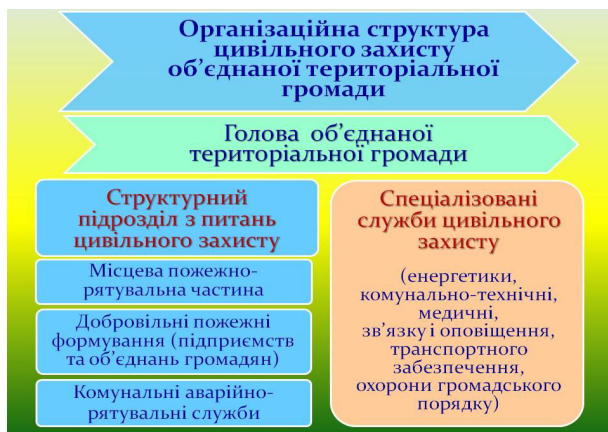 Організаційна структура
цивільного захисту
об’єднаної територіальної
громади
Голова об’єднаної
територіальної громади
Структурний
підрозділ з питань
цивільного захисту
Місцева пожежно-
рятувальна частина
Добровільні пожежні
формування (підприємств
та об’єднань громадян)
Комунальні аварійно-
рятувальні служби
Спеціалізовані
служби цивільного
захисту
(енергетики,
комунально-технічні,
медичні,
зв’язку і оповіщення,
транспортного
забезпечення,
охорони громадського
порядку)